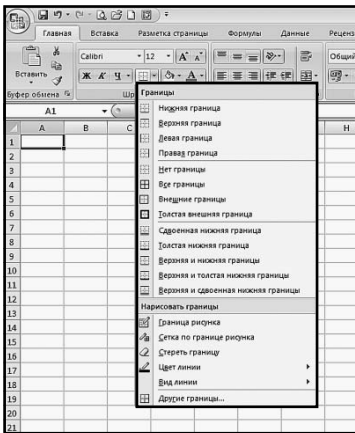 Главная Вставка Разметка страницы Формулы Данные Реценз
Calibri 12 A A Общий
Вставить Ж К Ч А
Буфер обмена Шр
A1
A B C H
Границы
Нижняя граница
Верхняя граница
Левая граница
Правая граница
Нет границы
Все границы
Внешние границы
Толстая внешняя граница
Сдвоенная нижняя граница
Толстая нижняя граница
Верхняя и нижняя границы
Верхняя и толстая нижняя границы
Верхняя и сдвоенная нижняя границы
Нарисовать границы
Граница рисунка
Сетка по границе рисунка
Стереть границу
Цвет линии
Вид линии
Другие границы...
1
2
3
4
5
6
7
8
9
10
11
12
13
14
15
16
17
18
19
20
21